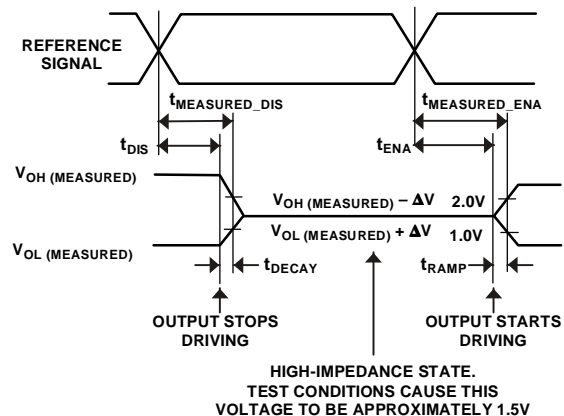 REFERENCE
SIGNAL
tMEASURED_DIS
tMEASURED_ENA
tDIS
tENA
VOH (MEASURED)
VOH (MEASURED) – ΔV 2.0V
VOL (MEASURED) + ΔV 1.0V
VOL (MEASURED)
tDECAY
tRAMP
OUTPUT STOPS
DRIVING
OUTPUT STARTS
DRIVING
HIGH-IMPEDANCE STATE.
TEST CONDITIONS CAUSE THIS
VOLTAGE TO BE APPROXIMATELY 1.5V